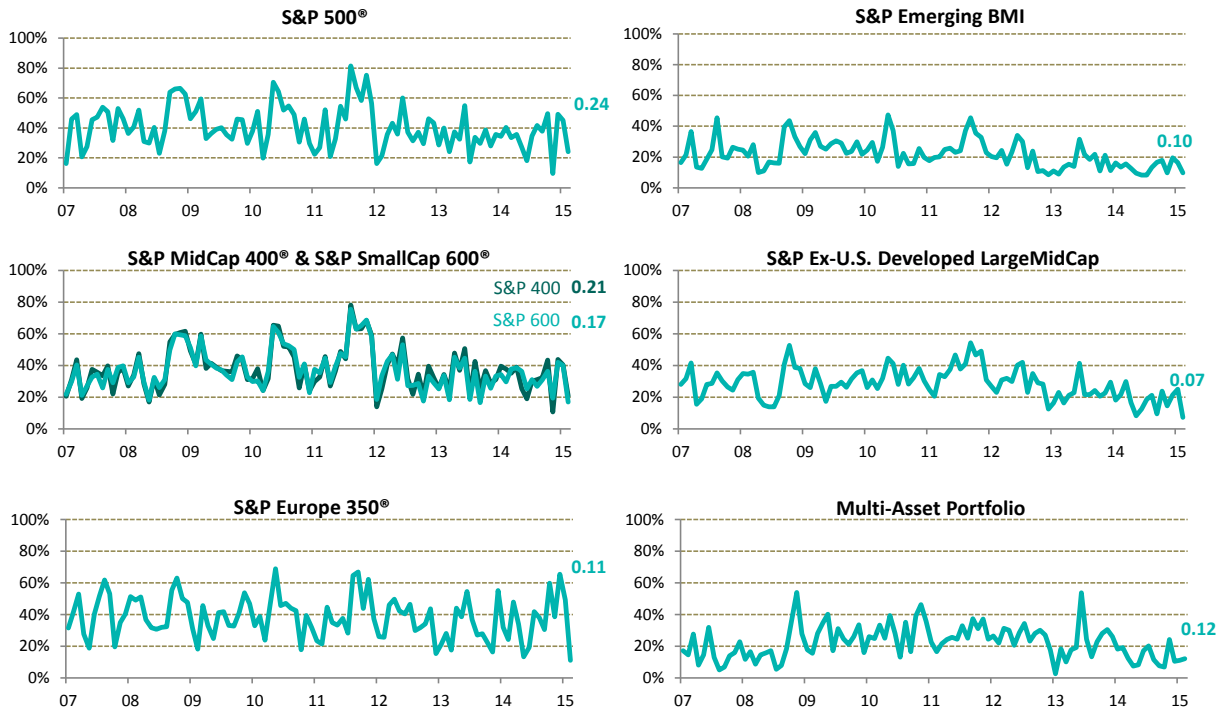 S&P 500®
100%
80%
60%
40%
20%
0%
0.24
07 08 09 10 11 12 13 14 15
S&P Emerging BMI
100%
80%
60%
40%
20%
0%
0.10
07 08 09 10 11 12 13 14 15
S&P MidCap 400® & S&P SmallCap 600®
100%
80%
60%
40%
20%
0%
S&P 400 0.21
S&P 600 0.17
07 08 09 10 11 12 13 14 15
S&P Ex-U.S. Developed LargeMidCap
100%
80%
60%
40%
20%
0%
0.07
07 08 09 10 11 12 13 14 15
S&P Europe 350®
100%
80%
60%
40%
20%
0%
0.11
07 08 09 10 11 12 13 14 15
Multi-Asset Portfolio
100%
80%
60%
40%
20%
0%
0.12
07 08 09 10 11 12 13 14 15